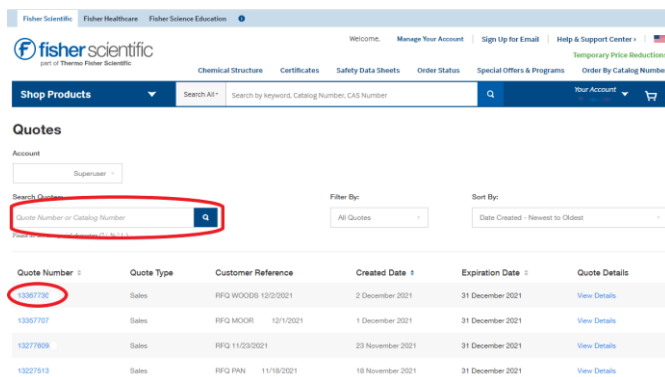 Fisher Scientific Fisher Healthcare Fisher Science Education
fisher scientific
part of Thermo Fisher Scientific
Welcome. Manage Your Account Sign Up for Email Help & Support Center ›
Temporary Price Reductions
Chemical Structure Certificates Safety Data Sheets Order Status Special Offers & Programs Order By Catalog Number
Shop Products Search All Search by keyword, Catalog Number, CAS Number Your Account
Quotes
Account
Superuser
Search Quotes: Filter By: Sort By:
Quote Number or Catalog Number All Quotes Date Created - Newest to Oldest
Quote Number Quote Type Customer Reference Created Date Expiration Date Quote Details
Sales RFQ WOODS 12/2/2021 2 December 2021 31 December 2021 View Details
13357707 Sales RFQ MOOR 12/1/2021 1 December 2021 31 December 2021 View Details
Sales RFQ 11/23/2021 23 November 2021 31 December 2021 View Details
13227513 Sales RFQ PAN 11/18/2021 18 November 2021 31 December 2021 View Details